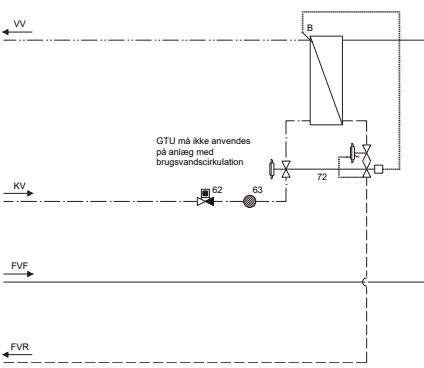 VV
B
GTU må ikke anvendes
på anlæg med
brugsvandscirkulation
72
KV
62
63
FVF
FVR